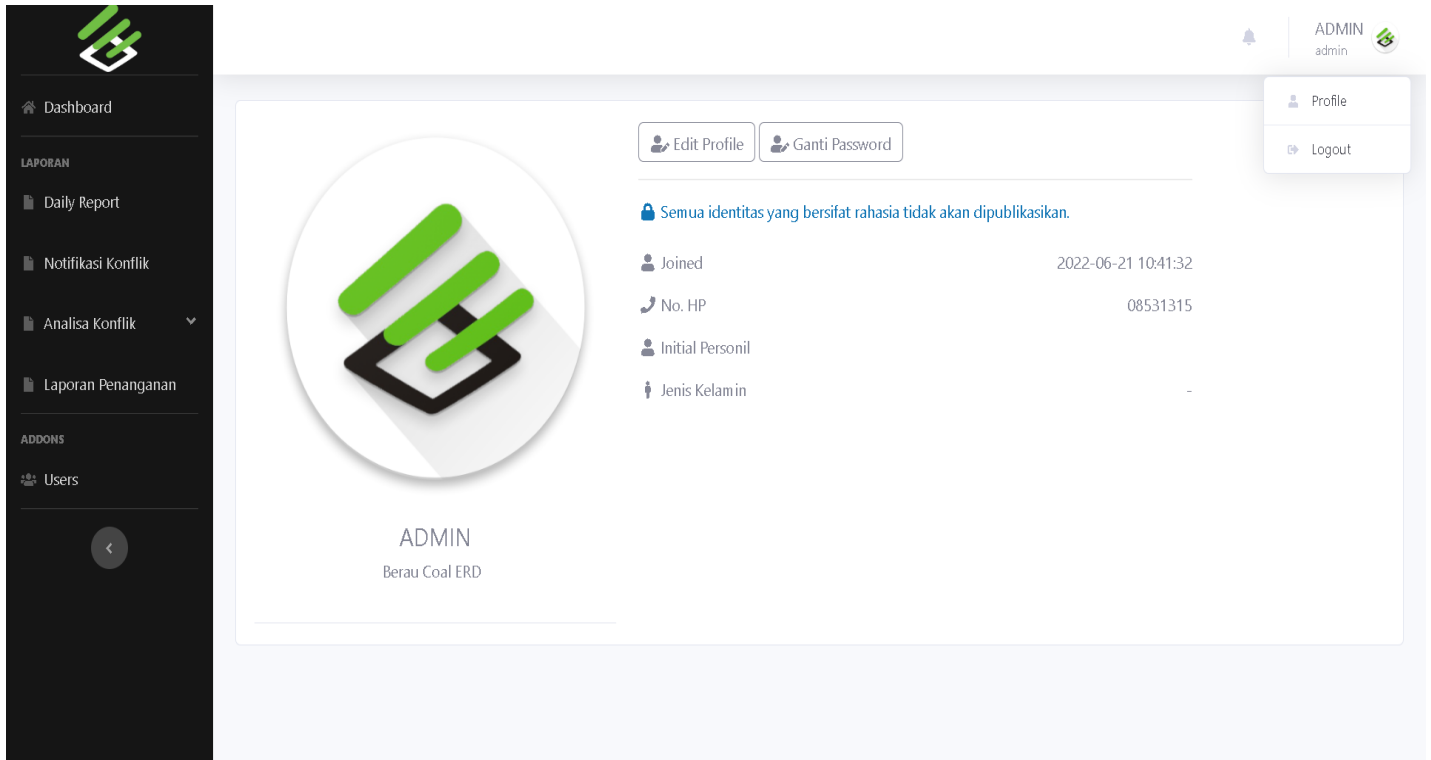 ADMIN
admin
Profile
Logout
Dashboard
LAPORAN
Daily Report
Notifikasi Konflik
Analisa Konflik
Laporan Penanganan
ADDONS
Users
Edit Profile
Ganti Password
Semua identitas yang bersifat rahasia tidak akan dipublikasikan.
Joined 2022-06-21 10:41:32
No. HP 08531315
Initial Personil
Jenis Kelamin -
ADMIN
Berau Coal ERD